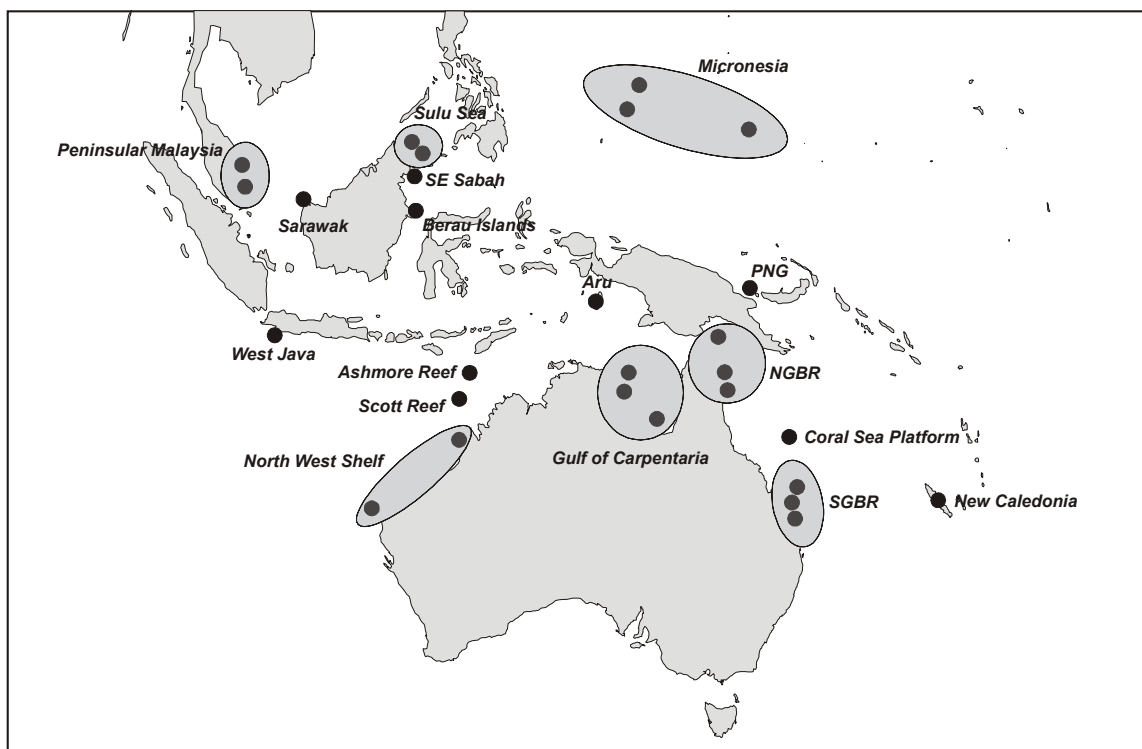 Micronesia
Sulu Sea
Peninsular Malaysia
SE Sabah
Sarawak
Berau Islands
PNG
Aru
West Java
Ashmore Reef
NGBR
Scott Reef
Coral Sea Platform
North West Shelf
Gulf of Carpentaria
SGBR
New Caledonia